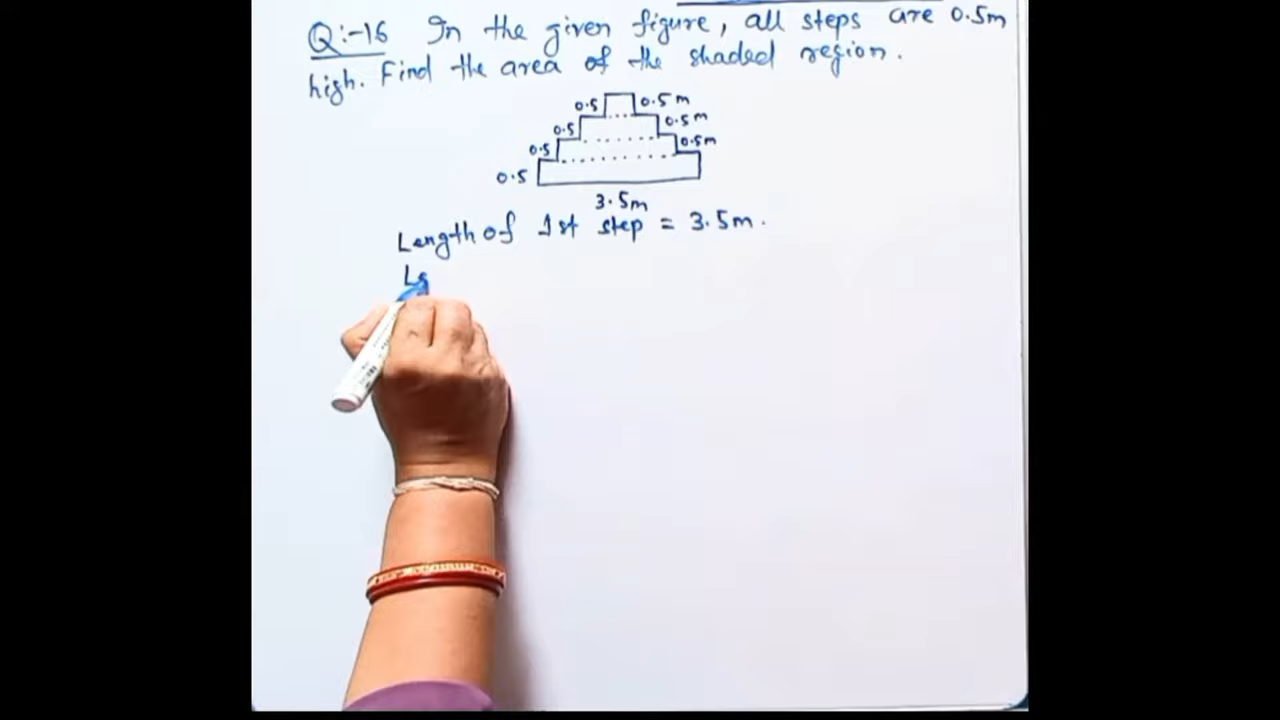 Q:-16 In the given figure, all steps are 0.5m
high. Find the area of the shaded region.
0.5 0.5 m
0.5 0.5 m
0.5 0.5m
0.5
3.5m
Length of 1st step = 3.5m.
Le